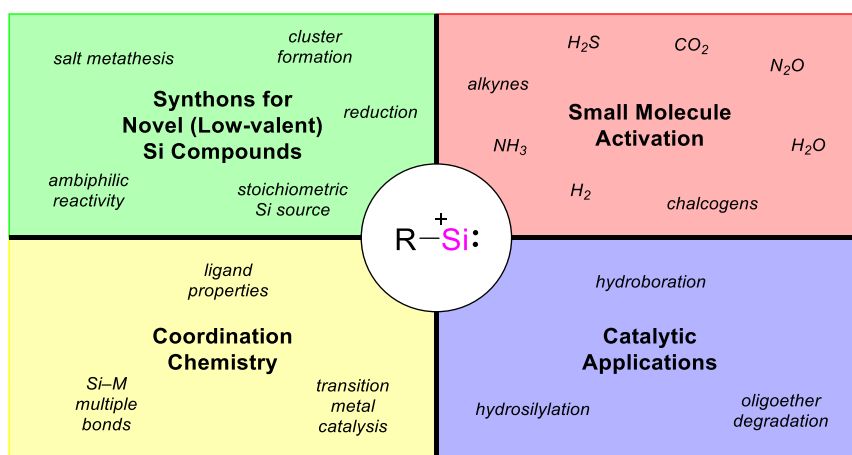 salt metathesis
cluster
formation
Synthons for
Novel (Low-valent)
Si Compounds
reduction
ambiphilic
reactivity
stoichiometric
Si source
H₂S
CO₂
N₂O
alkynes
Small Molecule
Activation
NH₃
H₂O
H₂
chalcogens
R–Si⁺:
ligand
properties
Coordination
Chemistry
Si–M
multiple
bonds
transition
metal
catalysis
hydroboration
Catalytic
Applications
hydrosilylation
oligoether
degradation